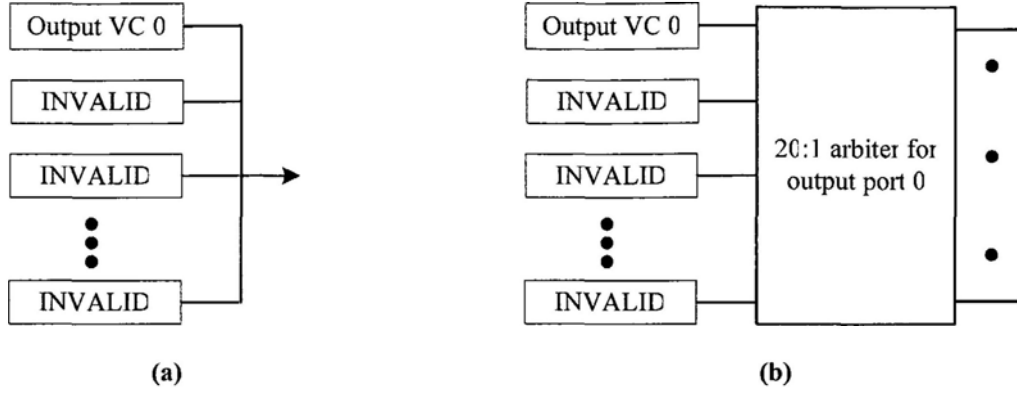 Output VC 0
INVALID
INVALID
INVALID
(a)
Output VC 0
INVALID
INVALID
INVALID
20:1 arbiter for
output port 0
(b)